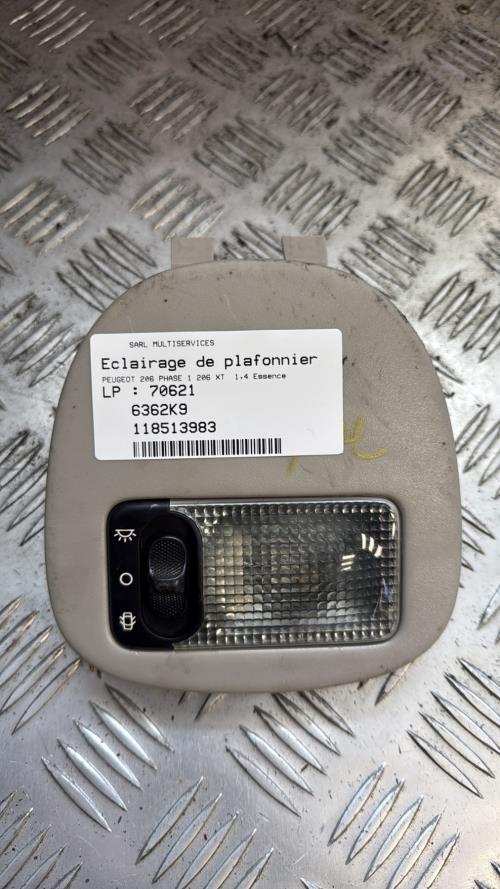 SARL MULTISERVICES
Eclairage de plafonnier
PEUGEOT 206 PHASE 1 206 XT 1.4 Essence
LP : 70621
6362K9
118513983